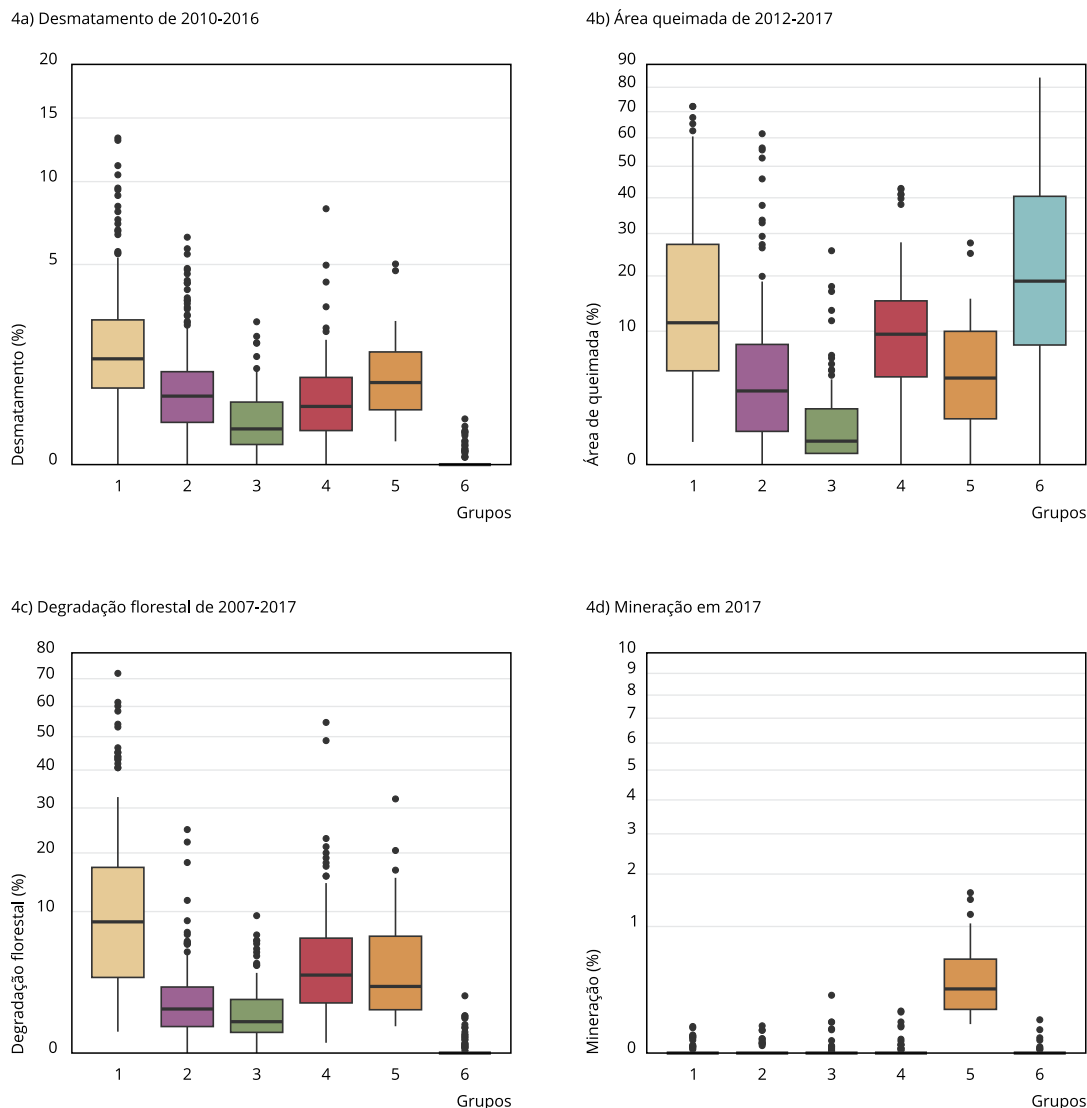 4a) Desmatamento de 2010-2016
20
15
10
5
0
Desmatamento (%)
1 2 3 4 5 6
Grupos
4b) Área queimada de 2012-2017
90
80
70
60
50
40
30
20
10
0
Área de queimada (%)
1 2 3 4 5 6
Grupos
4c) Degradação florestal de 2007-2017
80
70
60
50
40
30
20
10
0
Degradação florestal (%)
1 2 3 4 5 6
Grupos
4d) Mineração em 2017
10
9
8
7
6
5
4
3
2
1
0
Mineração (%)
1 2 3 4 5 6
Grupos